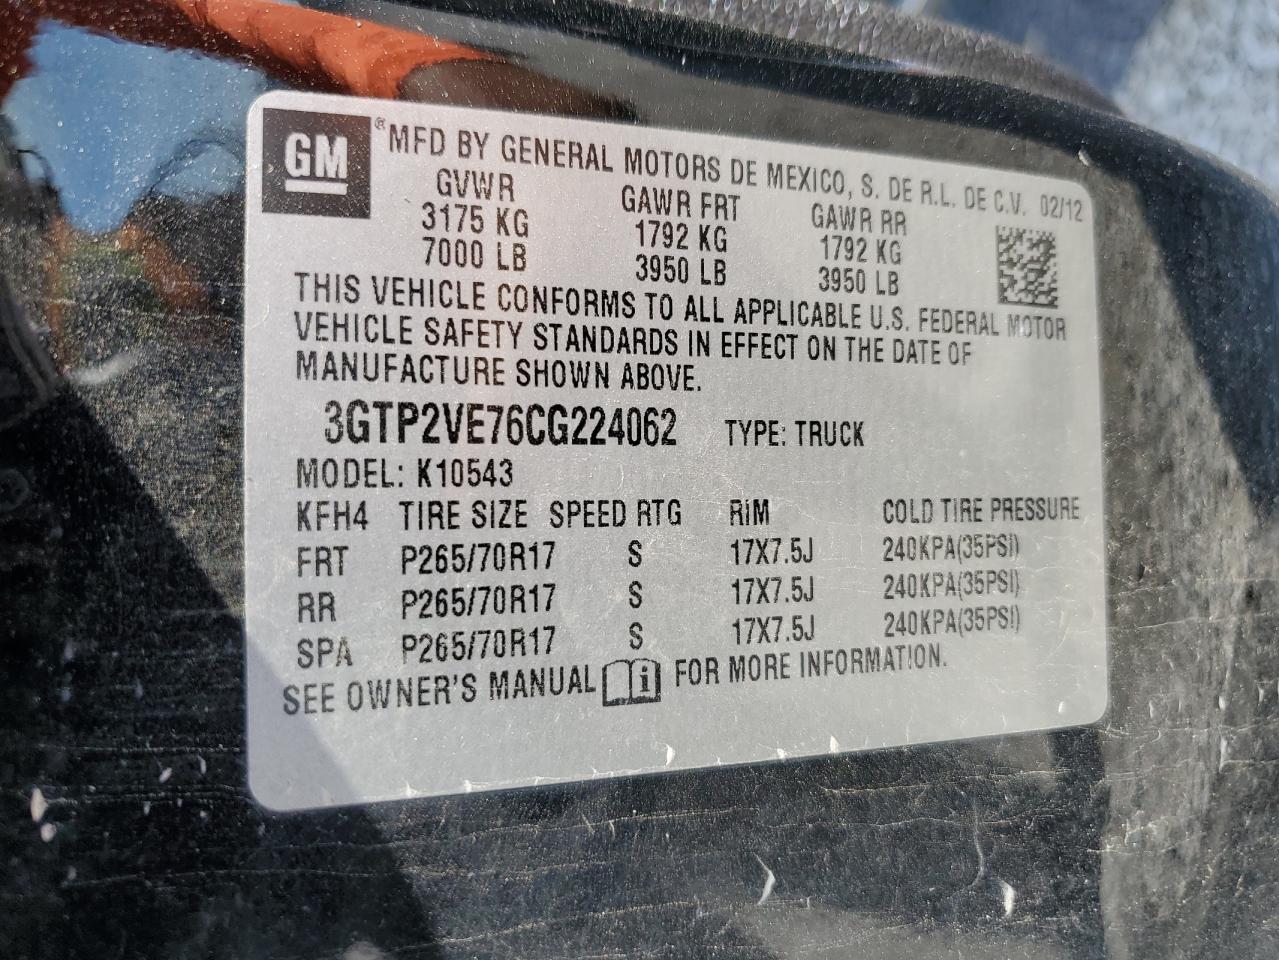 GM ® MFD BY GENERAL MOTORS DE MEXICO, S. DE R.L. DE C.V. 02/12
GVWR GAWR FRT GAWR RR
3175 KG 1792 KG 1792 KG
7000 LB 3950 LB 3950 LB
THIS VEHICLE CONFORMS TO ALL APPLICABLE U.S. FEDERAL MOTOR
VEHICLE SAFETY STANDARDS IN EFFECT ON THE DATE OF
MANUFACTURE SHOWN ABOVE.
3GTP2VE76CG224062 TYPE: TRUCK
MODEL: K10543
KFH4 TIRE SIZE SPEED RTG RIM COLD TIRE PRESSURE
FRT P265/70R17 S 17X7.5J 240KPA(35PSI)
RR P265/70R17 S 17X7.5J 240KPA(35PSI)
SPA P265/70R17 S 17X7.5J 240KPA(35PSI)
SEE OWNER'S MANUAL i FOR MORE INFORMATION.